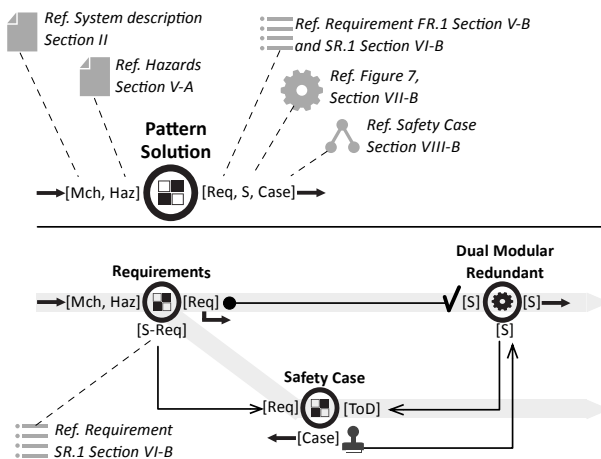 Ref. System description
Section II
Ref. Requirement FR.1 Section V-B
and SR.1 Section VI-B
Ref. Hazards
Section V-A
Ref. Figure 7,
Section VII-B
Pattern
Solution
Ref. Safety Case
Section VIII-B
[Mch, Haz]
[Req, S, Case]
Dual Modular
Redundant
Requirements
[Mch, Haz]
[Req]
[S]
[S]
[S-Req]
[S]
Safety Case
[Req]
[ToD]
[Case]
Ref. Requirement
SR.1 Section VI-B